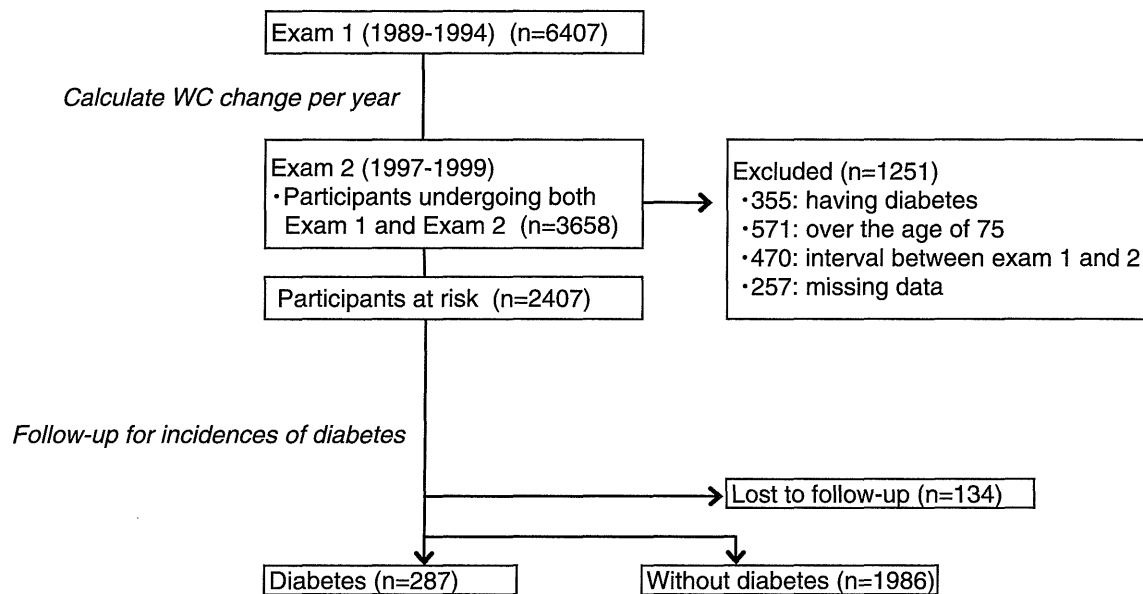 Exam 1 (1989-1994) (n=6407)
Calculate WC change per year
Exam 2 (1997-1999)
・Participants undergoing both
Exam 1 and Exam 2 (n=3658)
Excluded (n=1251)
・355: having diabetes
・571: over the age of 75
・470: interval between exam 1 and 2
・257: missing data
Participants at risk (n=2407)
Follow-up for incidences of diabetes
Lost to follow-up (n=134)
Diabetes (n=287)
Without diabetes (n=1986)